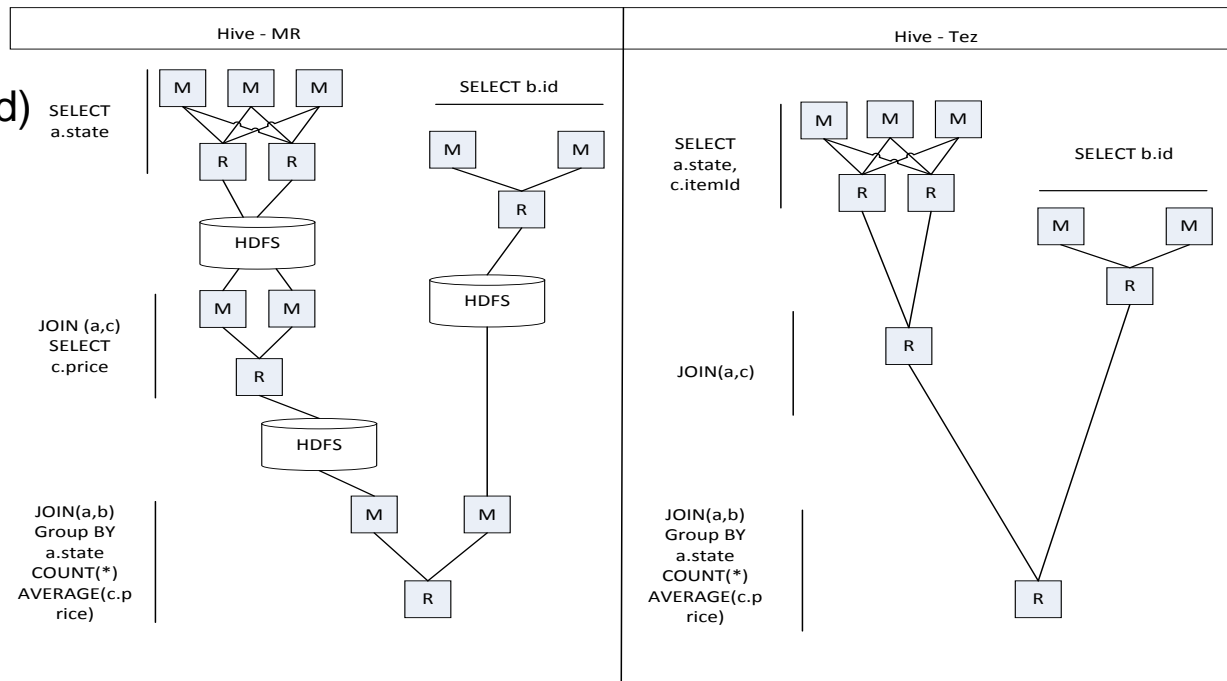 Hive - MR
Hive - Tez
d)
SELECT
a.state
M
M
M
R
R
HDFS
SELECT b.id
M
M
R
HDFS
JOIN (a,c)
SELECT
c.price
M
M
R
HDFS
JOIN(a,b)
Group BY
a.state
COUNT(*)
AVERAGE(c.p
rice)
M
M
R
SELECT
a.state,
c.itemId
M
M
M
R
R
SELECT b.id
M
M
R
JOIN(a,c)
R
JOIN(a,b)
Group BY
a.state
COUNT(*)
AVERAGE(c.p
rice)
R